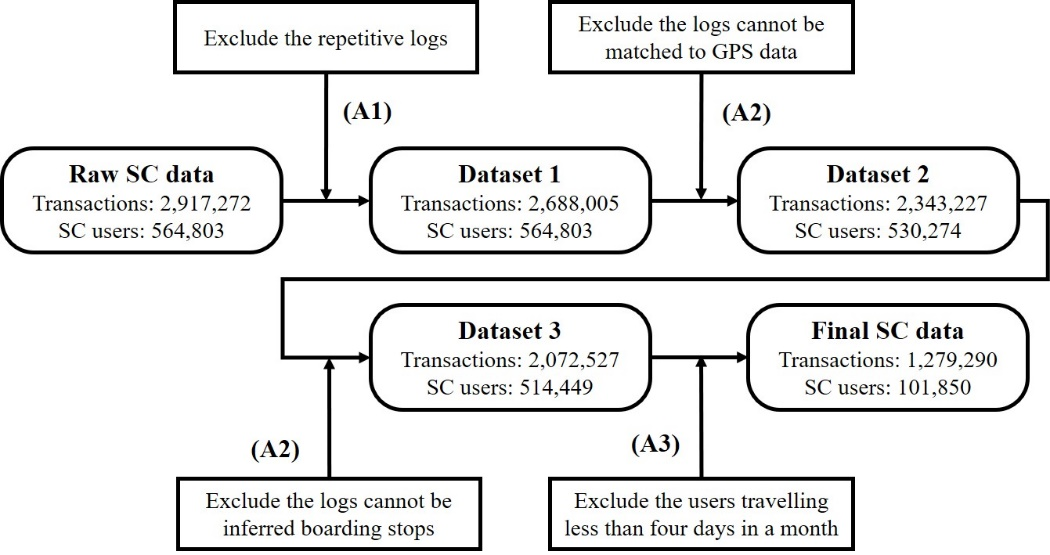 Exclude the repetitive logs
Exclude the logs cannot be
matched to GPS data
(A1)
(A2)
Raw SC data
Transactions: 2,917,272
SC users: 564,803
Dataset 1
Transactions: 2,688,005
SC users: 564,803
Dataset 2
Transactions: 2,343,227
SC users: 530,274
Dataset 3
Transactions: 2,072,527
SC users: 514,449
Final SC data
Transactions: 1,279,290
SC users: 101,850
(A2)
(A3)
Exclude the logs cannot be
inferred boarding stops
Exclude the users travelling
less than four days in a month